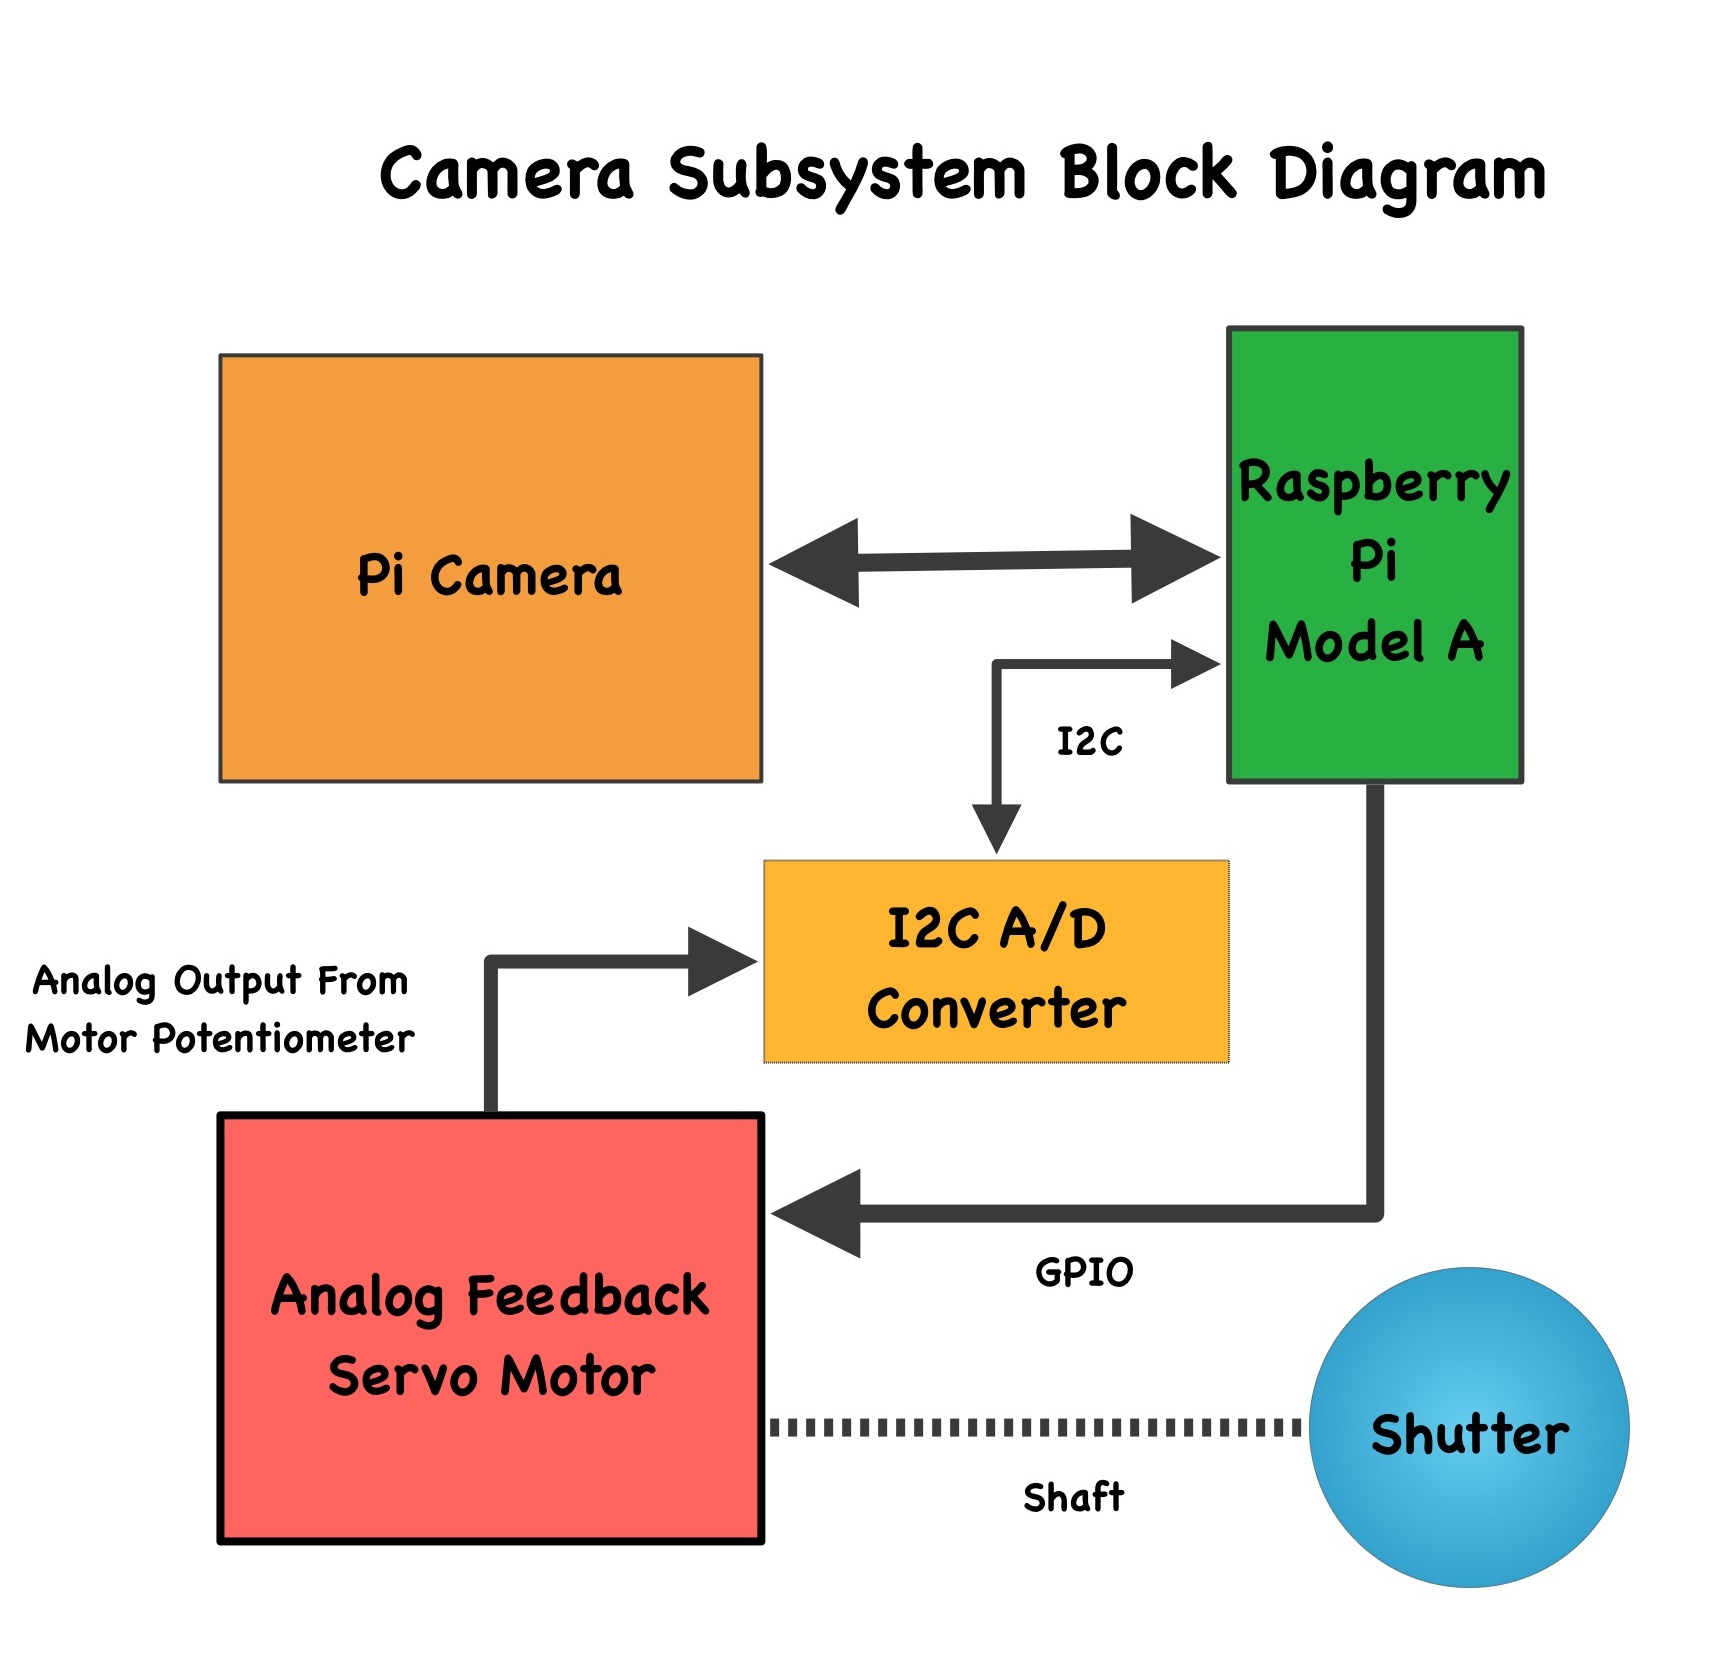 Camera Subsystem Block Diagram
Raspberry
Pi
Model A
Pi Camera
I2C
I2C A/D
Converter
Analog Output From
Motor Potentiometer
GPIO
Analog Feedback
Servo Motor
Shutter
Shaft